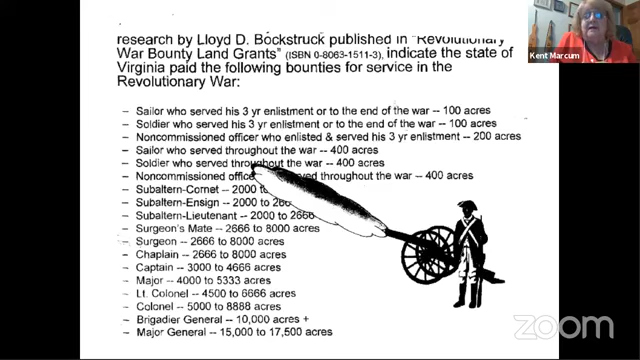 research by Lloyd D. Bockstruck published in "Revolutionary
War Bounty Land Grants" (ISBN 0-8063-1511-3), indicate the state of
Virginia paid the following bounties for service in the
Revolutionary War:
– Sailor who served his 3 yr enlistment or to the end of the war -- 100 acres
– Soldier who served his 3 yr enlistment or to the end of the war -- 100 acres
– Noncommissioned officer who enlisted & served his 3 yr enlistment -- 200 acres
– Sailor who served throughout the war -- 400 acres
– Soldier who served throughout the war -- 400 acres
– Noncommissioned office served throughout the war -- 400 acres
– Subaltern-Cornet -- 2000 to
– Subaltern-Ensign -- 2000 to 266
– Subaltern-Lieutenant -- 2000 to 2666
– Surgeon's Mate -- 2666 to 8000 acres
– Surgeon -- 2666 to 8000 acres
– Chaplain -- 2666 to 8000 acres
– Captain -- 3000 to 4666 acres
– Major -- 4000 to 5333 acres
– Lt. Colonel -- 4500 to 6666 acres
– Colonel -- 5000 to 8888 acres
– Brigadier General -- 10,000 acres +
– Major General -- 15,000 to 17,500 acres
Kent Marcum
zoom